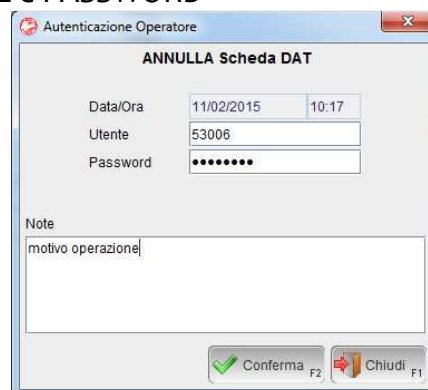 Autenticazione Operatore
ANNULLA Scheda DAT
Data/Ora 11/02/2015 10:17
Utente 53006
Password ••••••••
Note
motivo operazione
Conferma F2 Chiudi F1